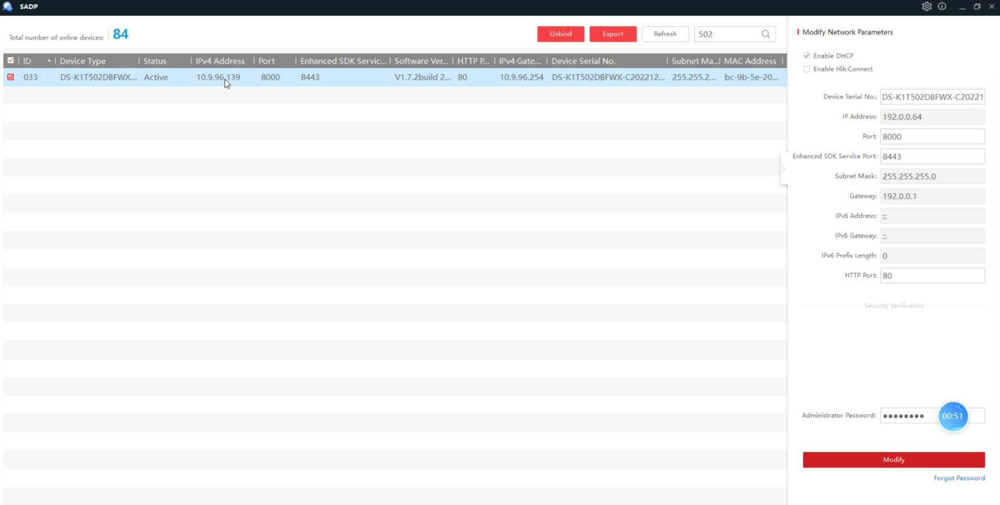 SADP
Total number of online devices: 84
Unbind
Export
Refresh
502
ID
Device Type
Status
IPv4 Address
Port
Enhanced SDK Servic...
Software Ver...
HTTP P...
IPv4 Gate...
Device Serial No.
Subnet Ma...
MAC Address
033
DS-K1T502DBFWX...
Active
10.9.96.139
8000
8443
V1.7.2build 2...
80
10.9.96.254
DS-K1T502DBFWX-C202212...
255.255.2...
bc-9b-5e-20...
Modify Network Parameters
Enable DHCP
Enable Hik-Connect
Device Serial No.: DS-K1T502DBFWX-C20221
IP Address: 192.0.0.64
Port: 8000
Enhanced SDK Service Port: 8443
Subnet Mask: 255.255.255.0
Gateway: 192.0.0.1
IPv6 Address: ::
IPv6 Gateway: ::
IPv6 Prefix Length: 0
HTTP Port: 80
Security Verification
Administrator Password: ●●●●●●●●
00:51
Modify
Forgot Password